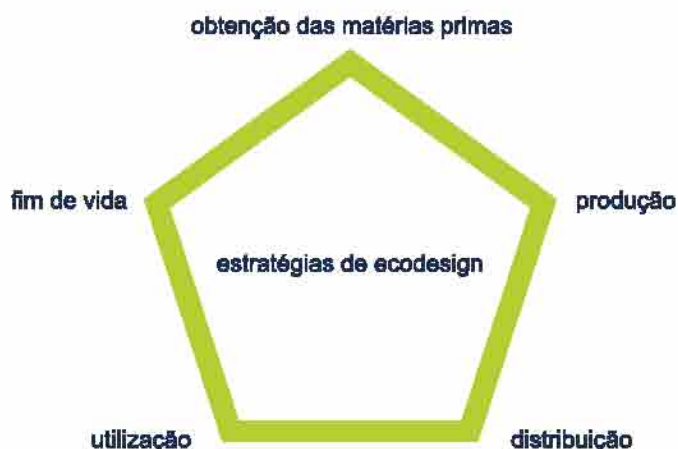 obtenção das matérias primas
fim de vida
produção
estratégias de ecodesign
utilização
distribuição